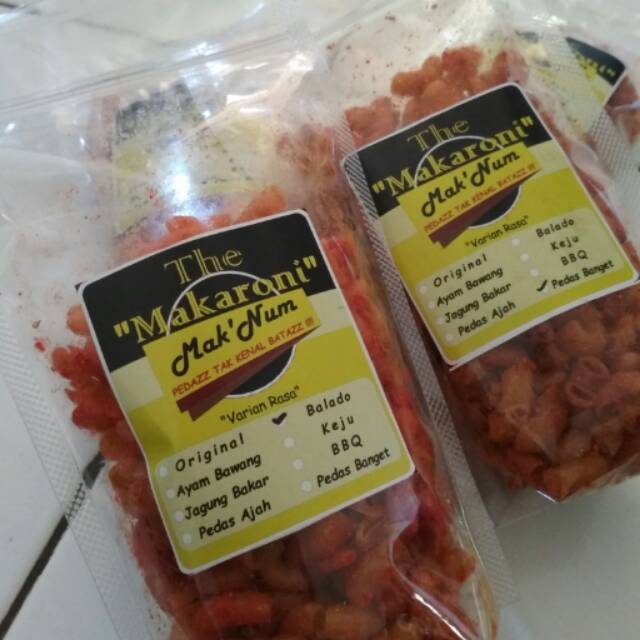 The
"Makaroni"
Mak'Num
PEDAZZ TAK KENAL BATAZZ !!!
"Varian Rasa"
Original
Ayam Bawang
Jagung Bakar
Pedas Ajah
Balado
Keju
BBQ
Pedas Banget
The
"Makaroni"
Mak'Num
PEDAZZ TAK KENAL BATAZZ !!!
"Varian Rasa"
Original
Ayam Bawang
Jagung Bakar
Pedas Ajah
Balado
Keju
BBQ
Pedas Banget